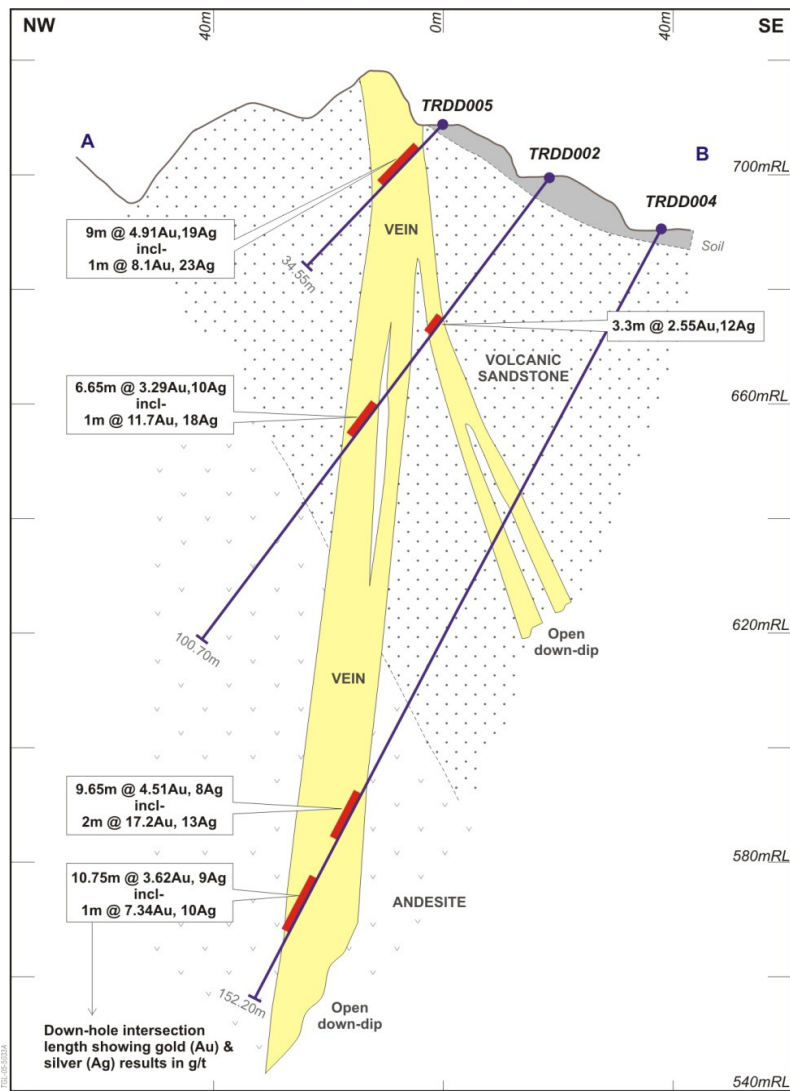 NW
40m
0m
40m
SE
A
TRDD005
TRDD002
B
700mRL
TRDD004
9m @ 4.91Au,19Ag
incl-
1m @ 8.1Au, 23Ag
VEIN
Soil
34.55m
3.3m @ 2.55Au,12Ag
VOLCANIC
SANDSTONE
6.65m @ 3.29Au,10Ag
incl-
1m @ 11.7Au, 18Ag
660mRL
100.70m
620mRL
Open
down-dip
VEIN
9.65m @ 4.51Au, 8Ag
incl-
2m @ 17.2Au, 13Ag
580mRL
10.75m @ 3.62Au, 9Ag
incl-
1m @ 7.34Au, 10Ag
ANDESITE
152.20m
Open
down-dip
Down-hole intersection
length showing gold (Au) &
silver (Ag) results in g/t
540mRL